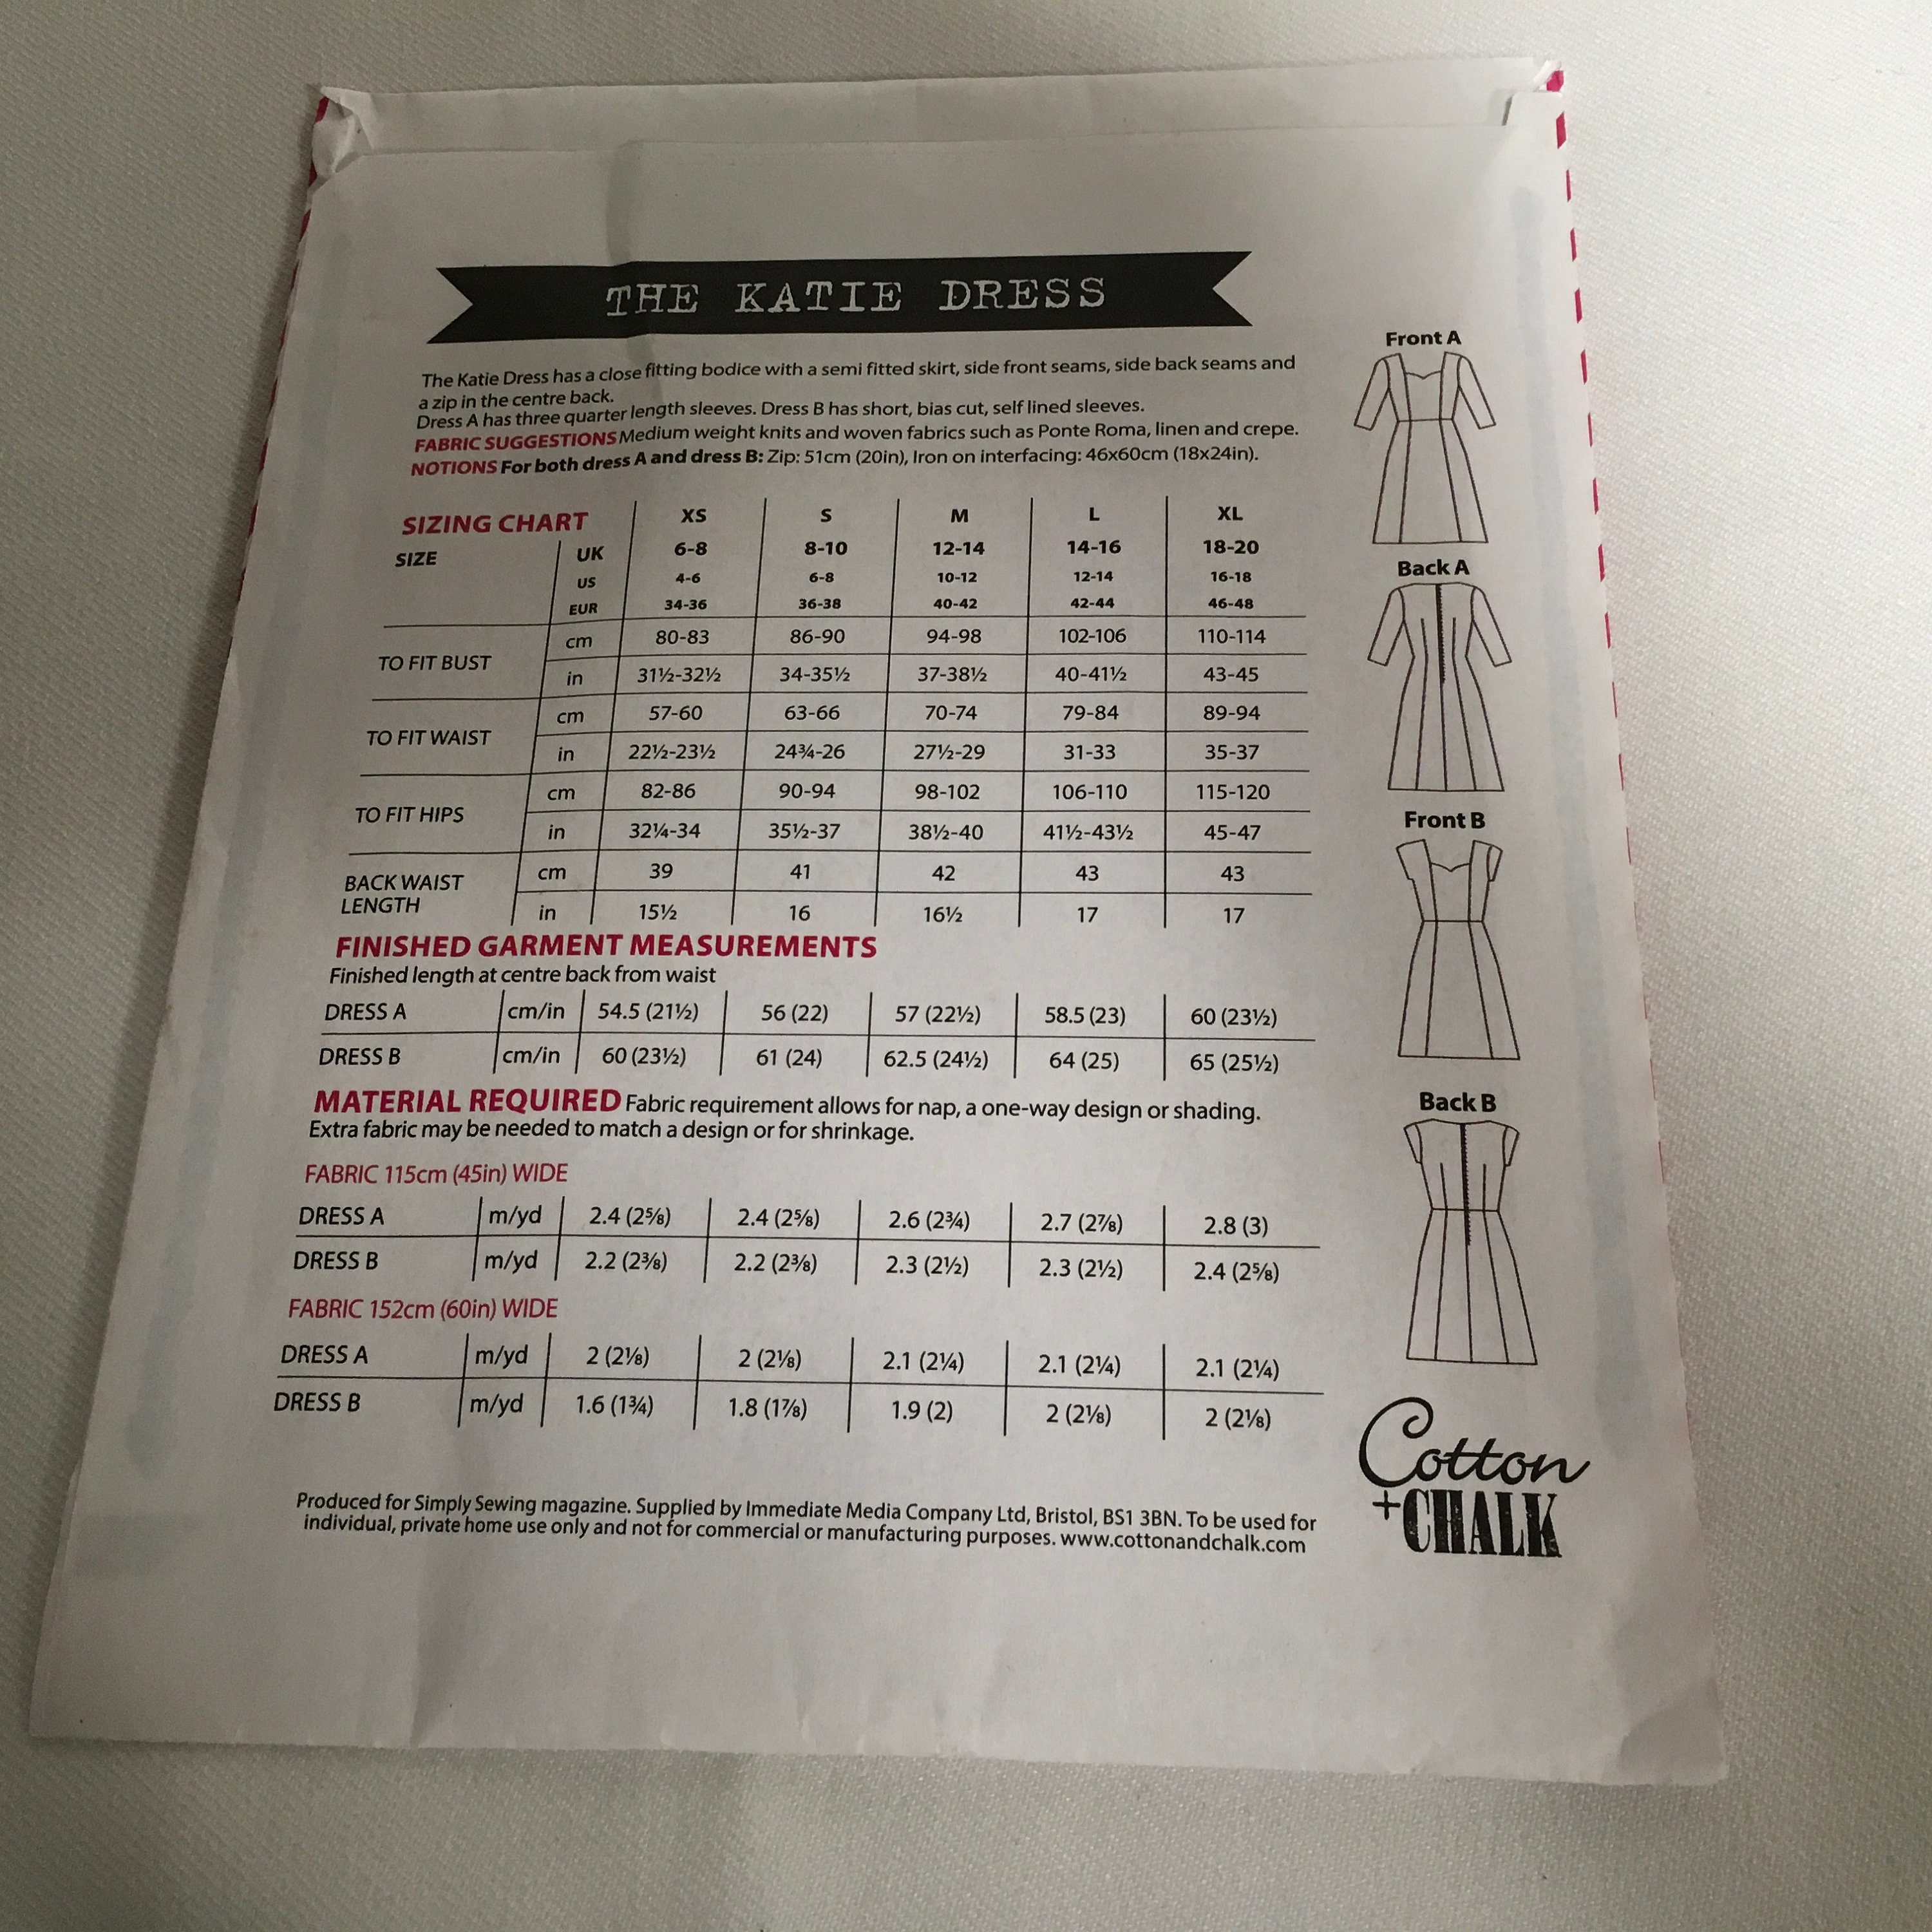 THE KATIE DRESS
The Katie Dress has a close fitting bodice with a semi fitted skirt, side front seams, side back seams and
a zip in the centre back.
Dress A has three quarter length sleeves. Dress B has short, bias cut, self lined sleeves.
FABRIC SUGGESTIONS Medium weight knits and woven fabrics such as Ponte Roma, linen and crepe.
NOTIONS For both dress A and dress B: Zip: 51cm (20in), Iron on interfacing: 46x60cm (18x24in).
SIZING CHART XS S M L XL
SIZE UK 6-8 8-10 12-14 14-16 18-20
US 4-6 6-8 10-12 12-14 16-18
EUR 34-36 36-38 40-42 42-44 46-48
TO FIT BUST cm 80-83 86-90 94-98 102-106 110-114
in 31½-32½ 34-35½ 37-38½ 40-41½ 43-45
TO FIT WAIST cm 57-60 63-66 70-74 79-84 89-94
in 22½-23½ 24¾-26 27½-29 31-33 35-37
TO FIT HIPS cm 82-86 90-94 98-102 106-110 115-120
in 32¼-34 35½-37 38½-40 41½-43½ 45-47
BACK WAIST LENGTH cm 39 41 42 43 43
in 15½ 16 16½ 17 17
FINISHED GARMENT MEASUREMENTS
Finished length at centre back from waist
DRESS A cm/in 54.5 (21½) 56 (22) 57 (22½) 58.5 (23) 60 (23½)
DRESS B cm/in 60 (23½) 61 (24) 62.5 (24½) 64 (25) 65 (25½)
MATERIAL REQUIRED Fabric requirement allows for nap, a one-way design or shading.
Extra fabric may be needed to match a design or for shrinkage.
FABRIC 115cm (45in) WIDE
DRESS A m/yd 2.4 (2⅝) 2.4 (2⅝) 2.6 (2¾) 2.7 (2⅞) 2.8 (3)
DRESS B m/yd 2.2 (2⅜) 2.2 (2⅜) 2.3 (2½) 2.3 (2½) 2.4 (2⅝)
FABRIC 152cm (60in) WIDE
DRESS A m/yd 2 (2⅛) 2 (2⅛) 2.1 (2¼) 2.1 (2¼) 2.1 (2¼)
DRESS B m/yd 1.6 (1¾) 1.8 (1⅞) 1.9 (2) 2 (2⅛) 2 (2⅛)
Produced for Simply Sewing magazine. Supplied by Immediate Media Company Ltd, Bristol, BS1 3BN. To be used for
individual, private home use only and not for commercial or manufacturing purposes. www.cottonandchalk.com
Front A
Back A
Front B
Back B
Cotton
+CHALK